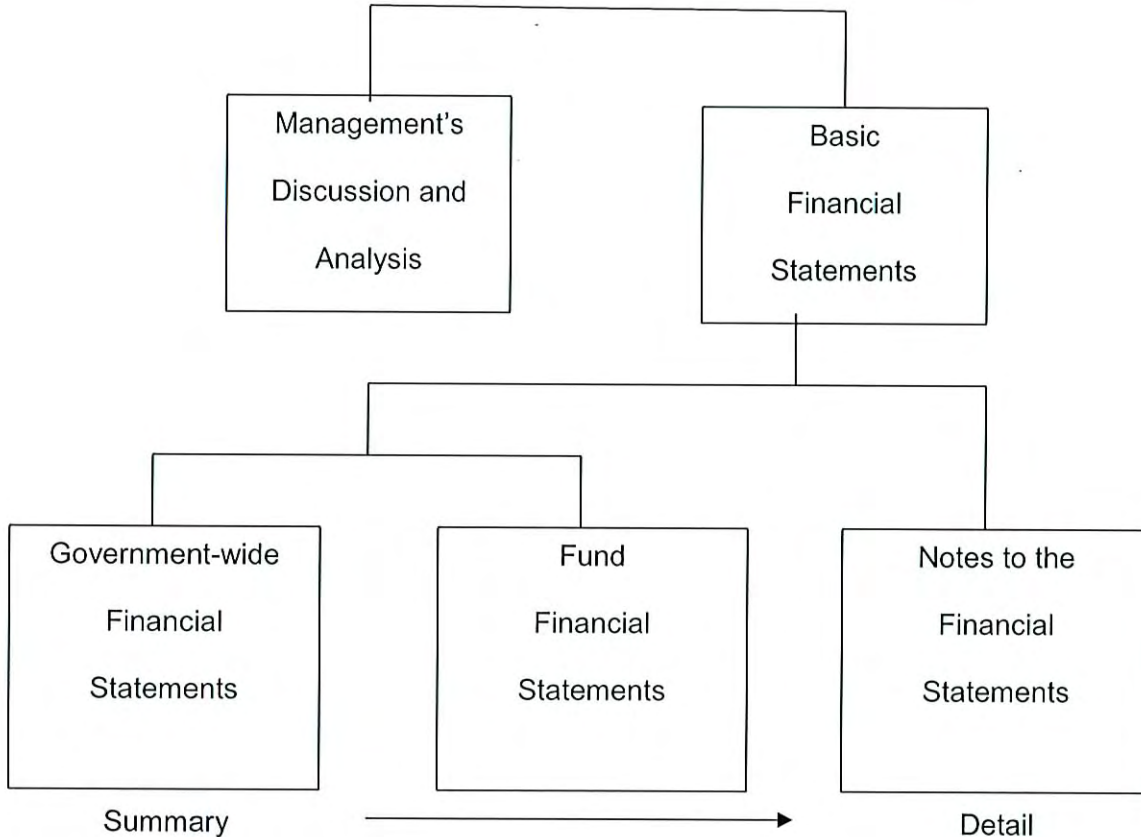 Management's
Discussion and
Analysis
Basic
Financial
Statements
Government-wide
Financial
Statements
Fund
Financial
Statements
Notes to the
Financial
Statements
Summary
Detail